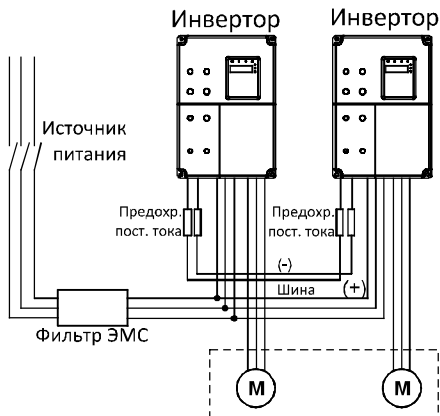 Инвертор
Инвертор
Источник
питания
Предохр.
пост. тока
Предохр.
пост. тока
(-)
Шина
(+)
Фильтр ЭМС
М
М